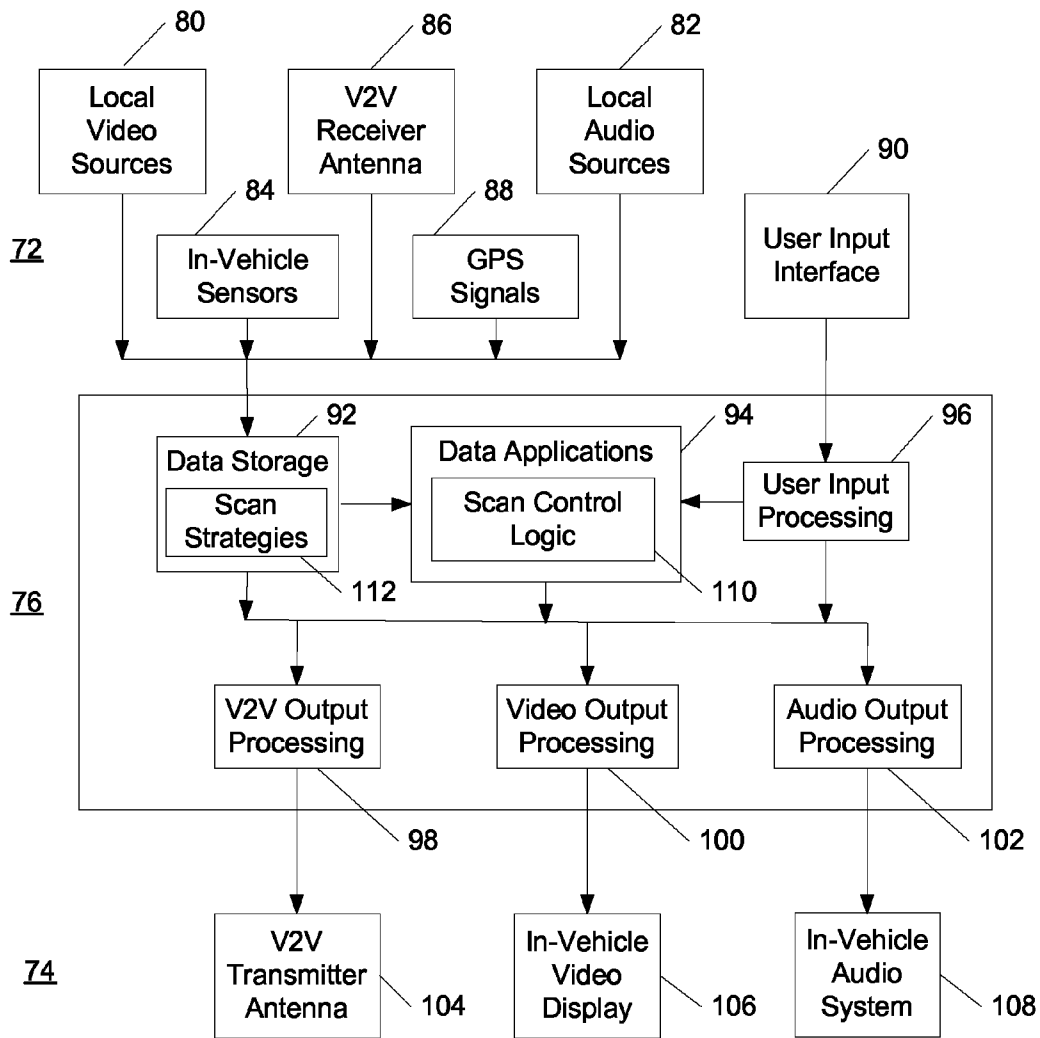 80
86
82
Local
Video
Sources
V2V
Receiver
Antenna
Local
Audio
Sources
90
84
88
72
In-Vehicle
Sensors
GPS
Signals
User Input
Interface
92
94
96
Data Storage
Scan
Strategies
Data Applications
Scan Control
Logic
User Input
Processing
112
110
76
V2V Output
Processing
Video Output
Processing
Audio Output
Processing
98
100
102
74
V2V
Transmitter
Antenna
In-Vehicle
Video
Display
In-Vehicle
Audio
System
104
106
108